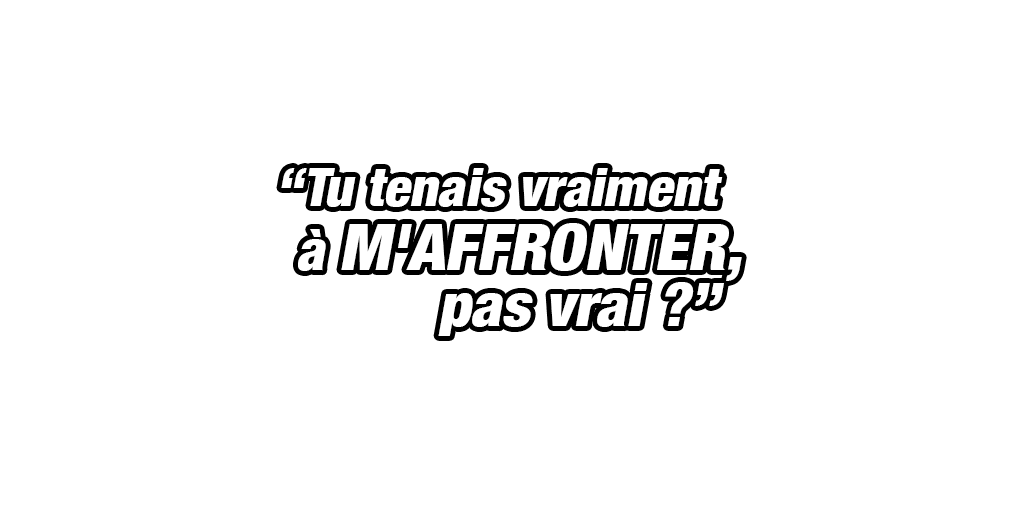 “Tu tenais vraiment
à M'AFFRONTER,
pas vrai ?”